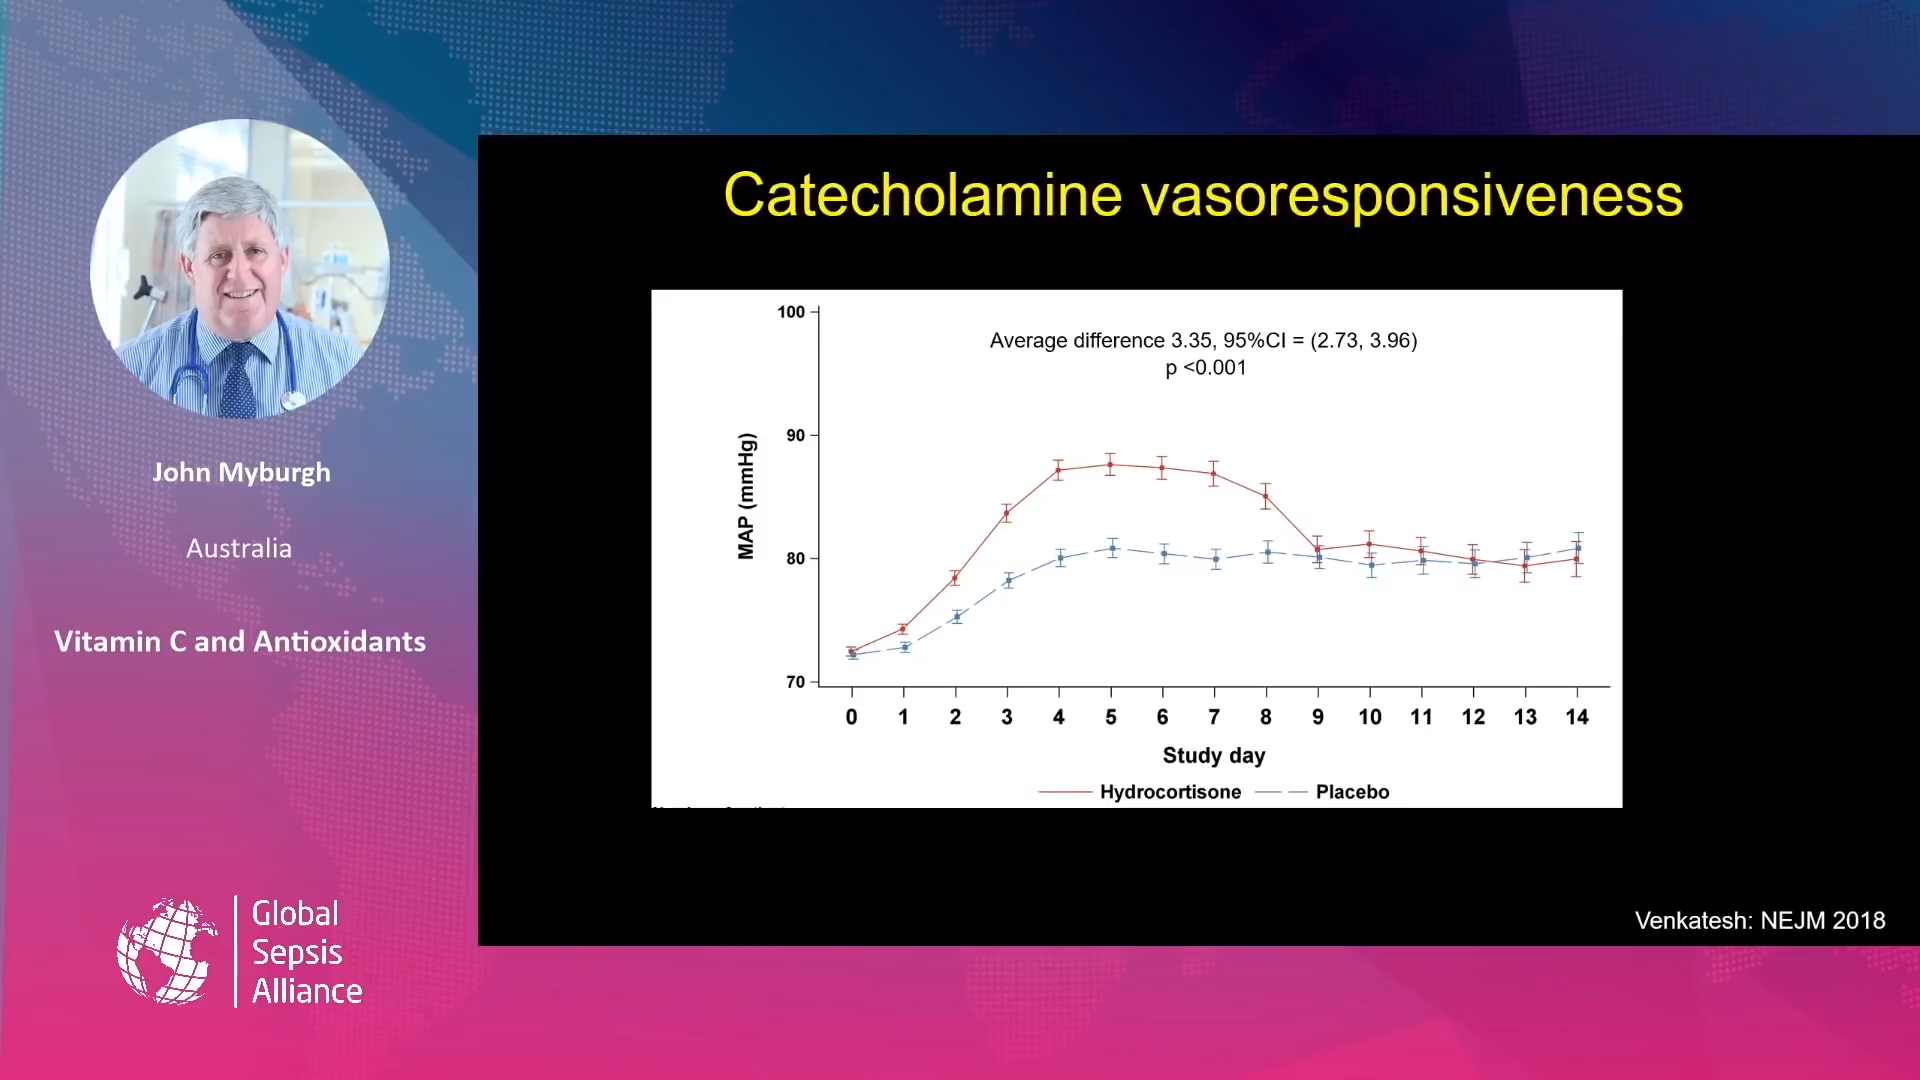 John Myburgh
Australia
Vitamin C and Antioxidants
Global
Sepsis
Alliance
Catecholamine vasoresponsiveness
Average difference 3.35, 95%CI = (2.73, 3.96)
p <0.001
MAP (mmHg)
100
90
80
70
0 1 2 3 4 5 6 7 8 9 10 11 12 13 14
Study day
Hydrocortisone Placebo
Venkatesh: NEJM 2018